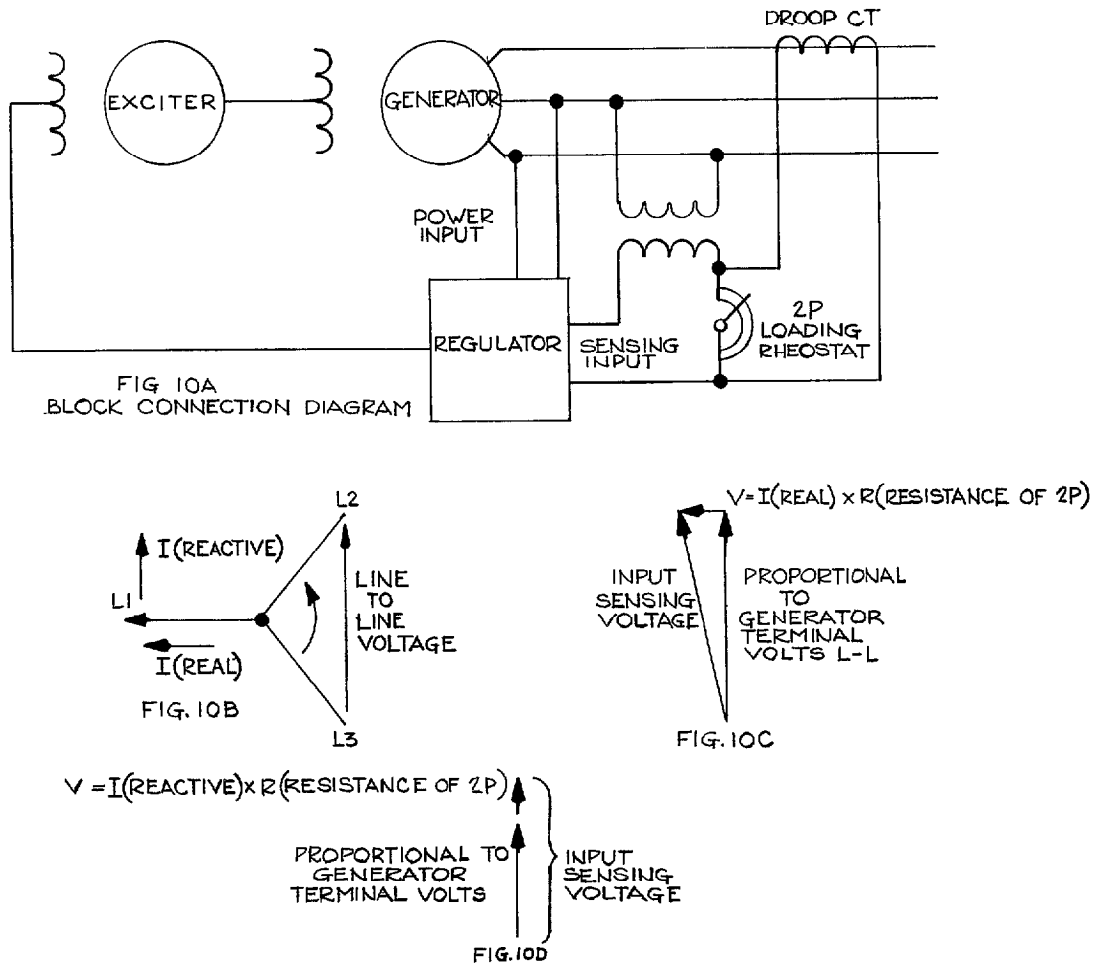 DROOP CT
EXCITER
GENERATOR
POWER
INPUT
REGULATOR
SENSING
INPUT
2P
LOADING
RHEOSTAT
FIG 10A
BLOCK CONNECTION DIAGRAM
L2
I(REACTIVE)
L1
LINE
TO
LINE
VOLTAGE
I(REAL)
FIG. 10B
L3
V=I(REAL) x R(RESISTANCE OF 2P)
INPUT
SENSING
VOLTAGE
PROPORTIONAL
TO
GENERATOR
TERMINAL
VOLTS L-L
FIG. 10C
V =I(REACTIVE)x R(RESISTANCE OF 2P)
PROPORTIONAL TO
GENERATOR
TERMINAL VOLTS
INPUT
SENSING
VOLTAGE
FIG.10D